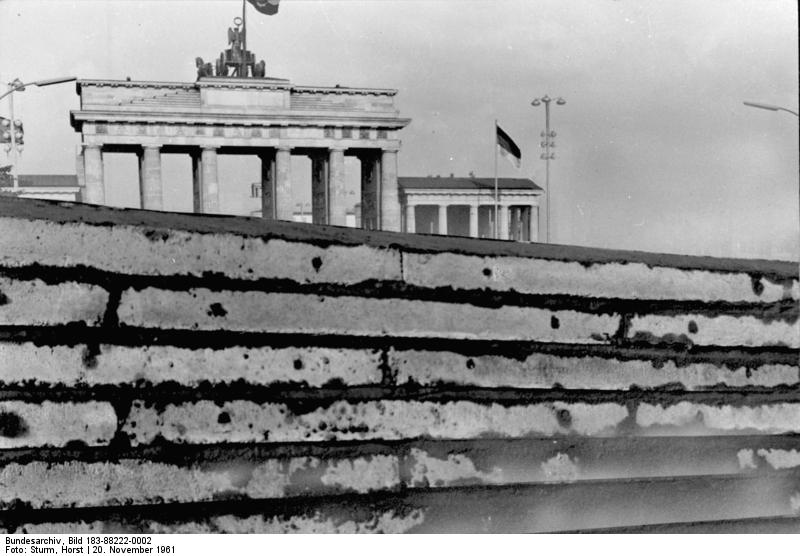 Bundesarchiv, Bild 183-88222-0002
Foto: Sturm, Horst | 20. November 1961